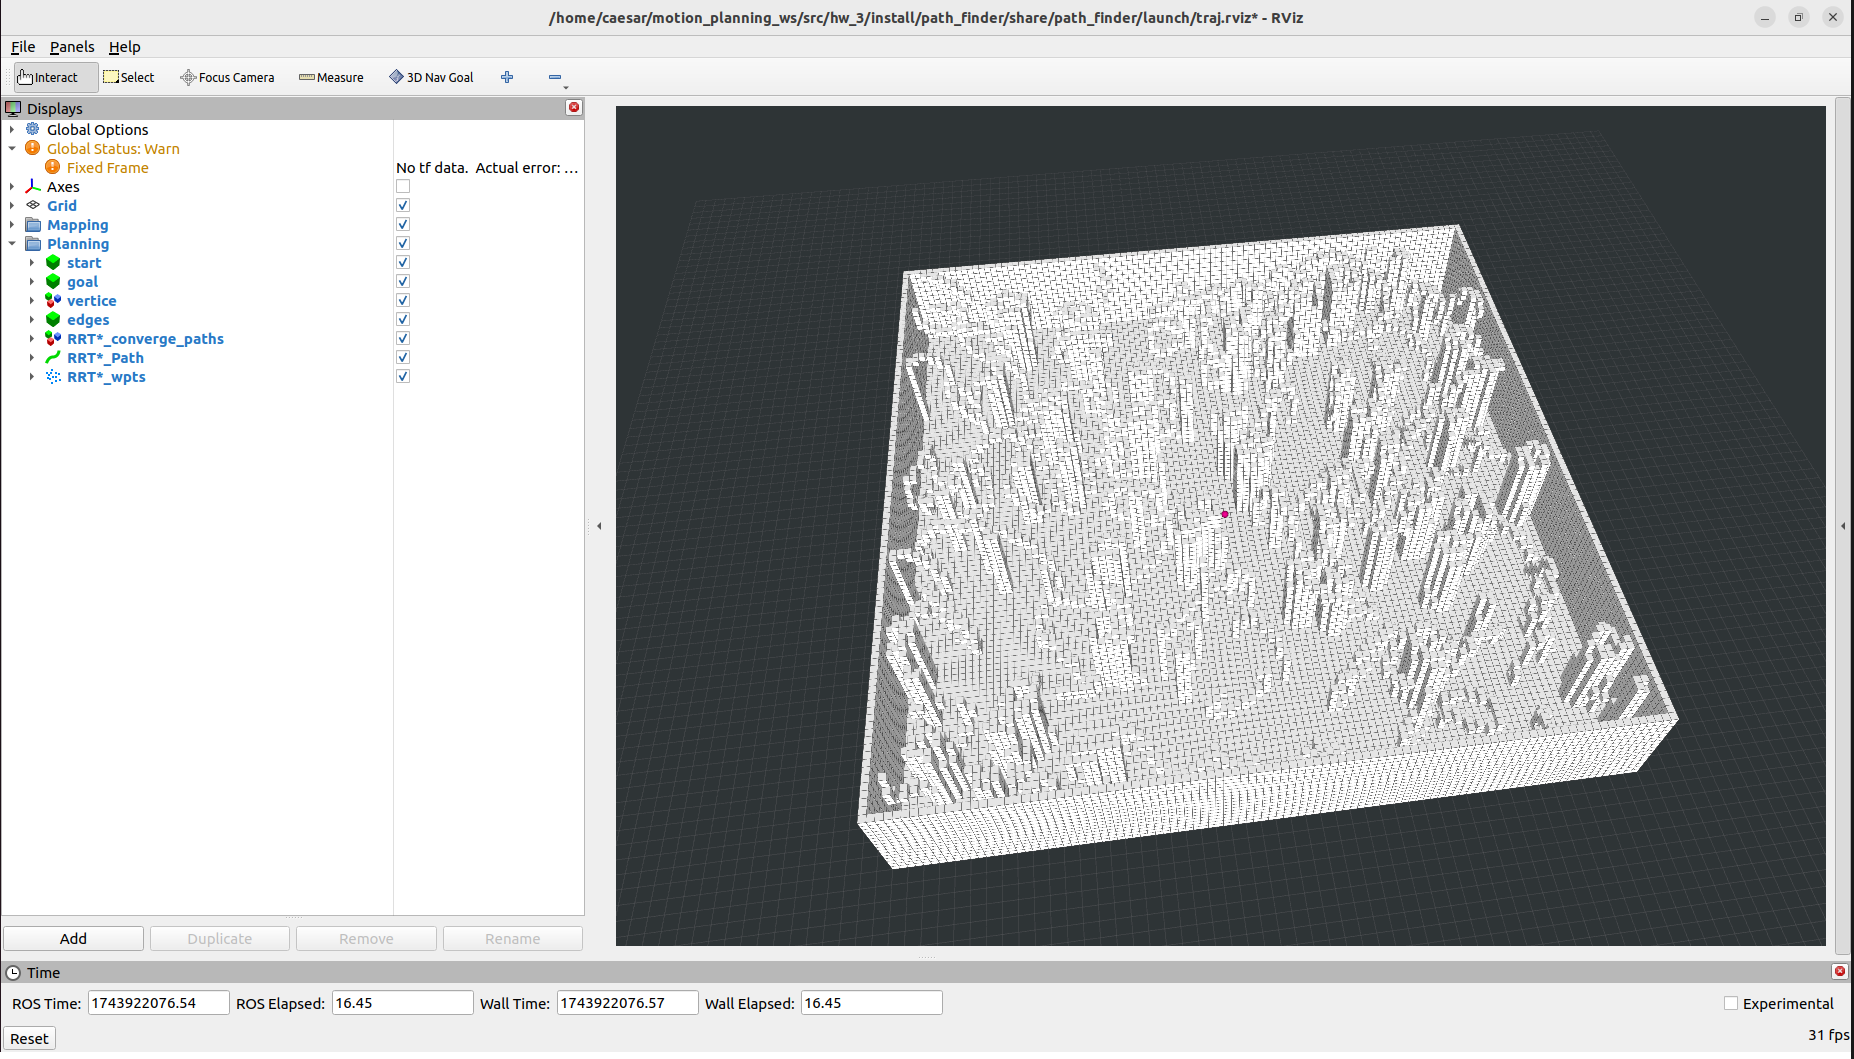 /home/caesar/motion_planning_ws/src/hw_3/install/path_finder/share/path_finder/launch/traj.rviz* - RViz
File Panels Help
Interact Select Focus Camera Measure 3D Nav Goal
Displays
Global Options
Global Status: Warn
Fixed Frame No tf data. Actual error: ...
Axes
Grid
Mapping
Planning
start
goal
vertice
edges
RRT*_converge_paths
RRT*_Path
RRT*_wpts
Add Duplicate Remove Rename
Time
ROS Time: 1743922076.54 ROS Elapsed: 16.45 Wall Time: 1743922076.57 Wall Elapsed: 16.45 Experimental
Reset 31 fps